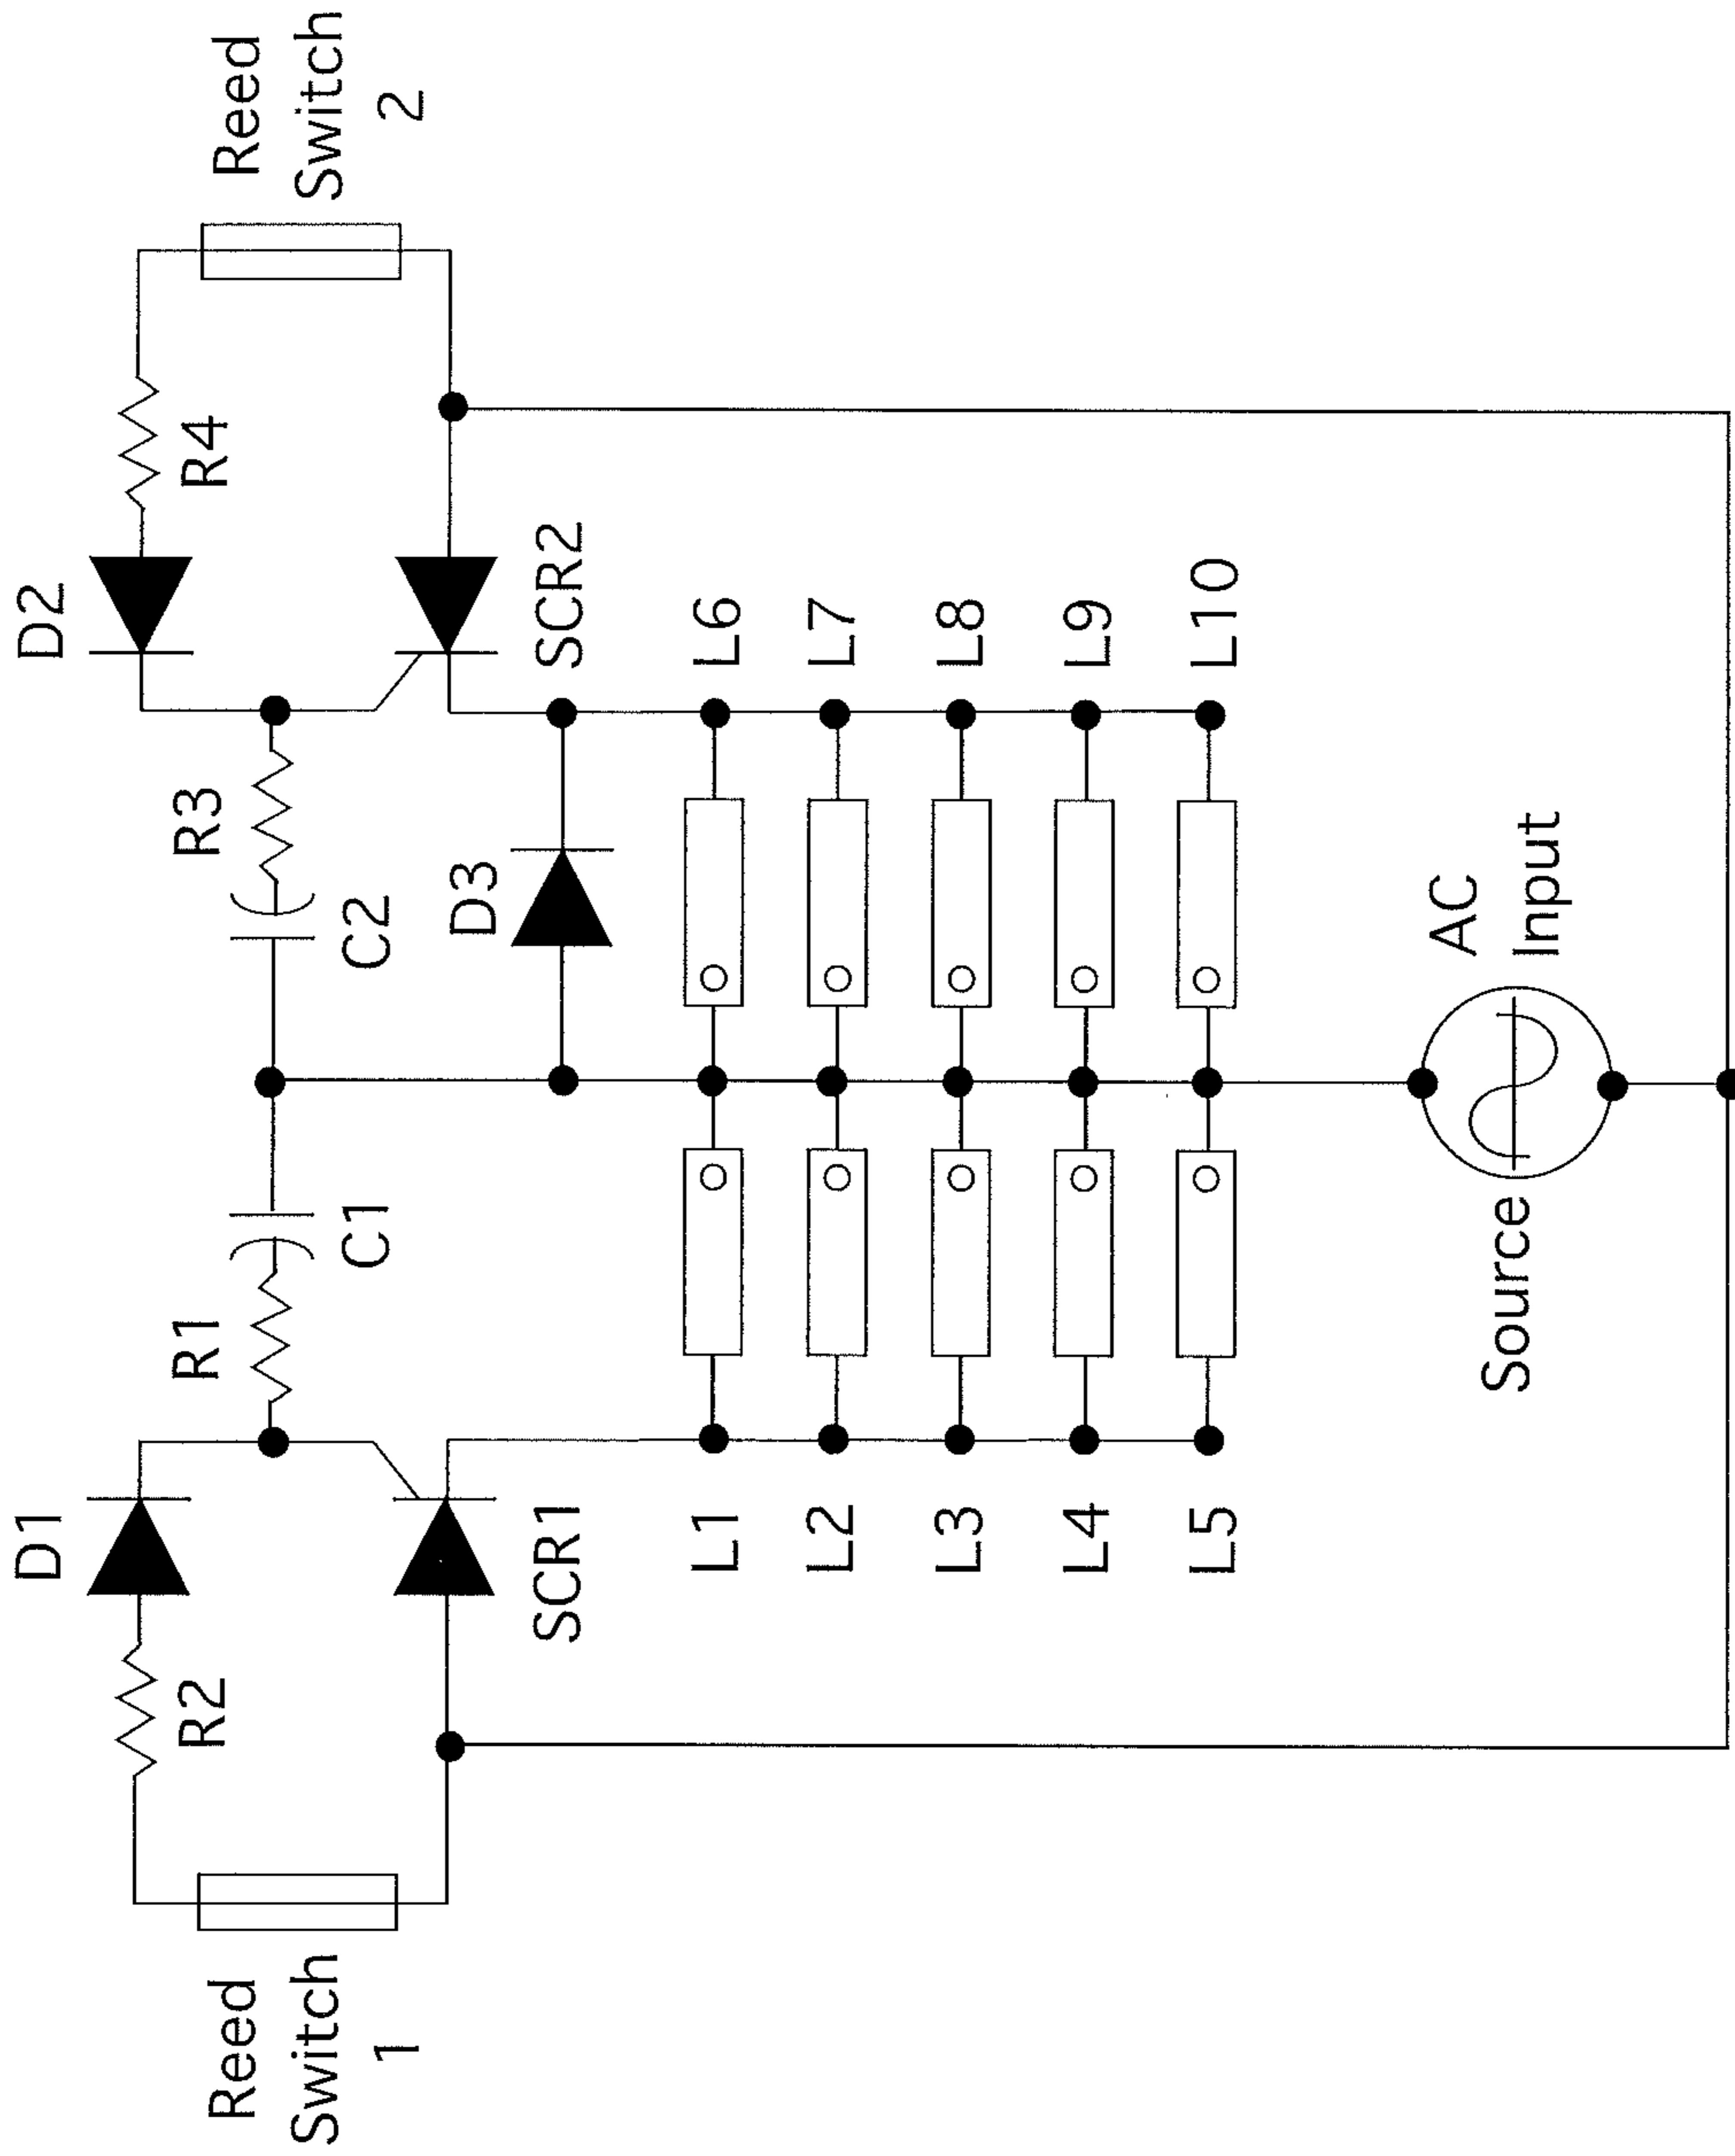 Reed
Switch
1
Reed
Switch
2
D1
D2
R2
R1
R3
R4
C1
C2
D3
SCR1
SCR2
L1
L6
L2
L7
L3
L8
L4
L9
L5
L10
Source
AC
Input